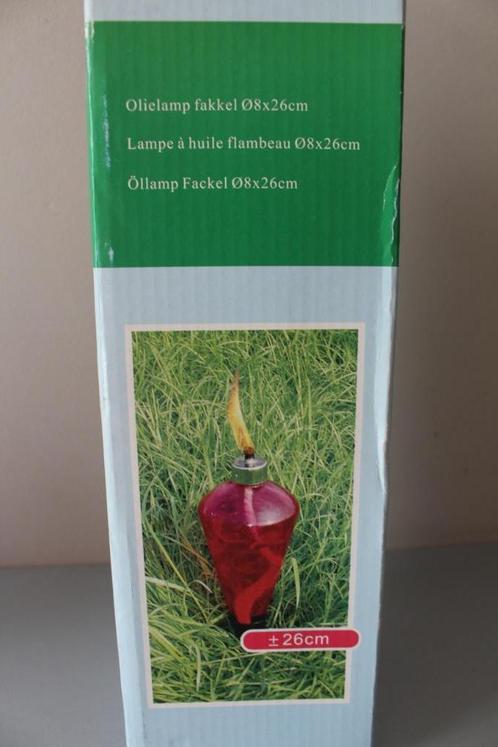 Olielamp fakkel Ø8x26cm
Lampe à huile flambeau Ø8x26cm
Öllamp Fackel Ø8x26cm
±26cm